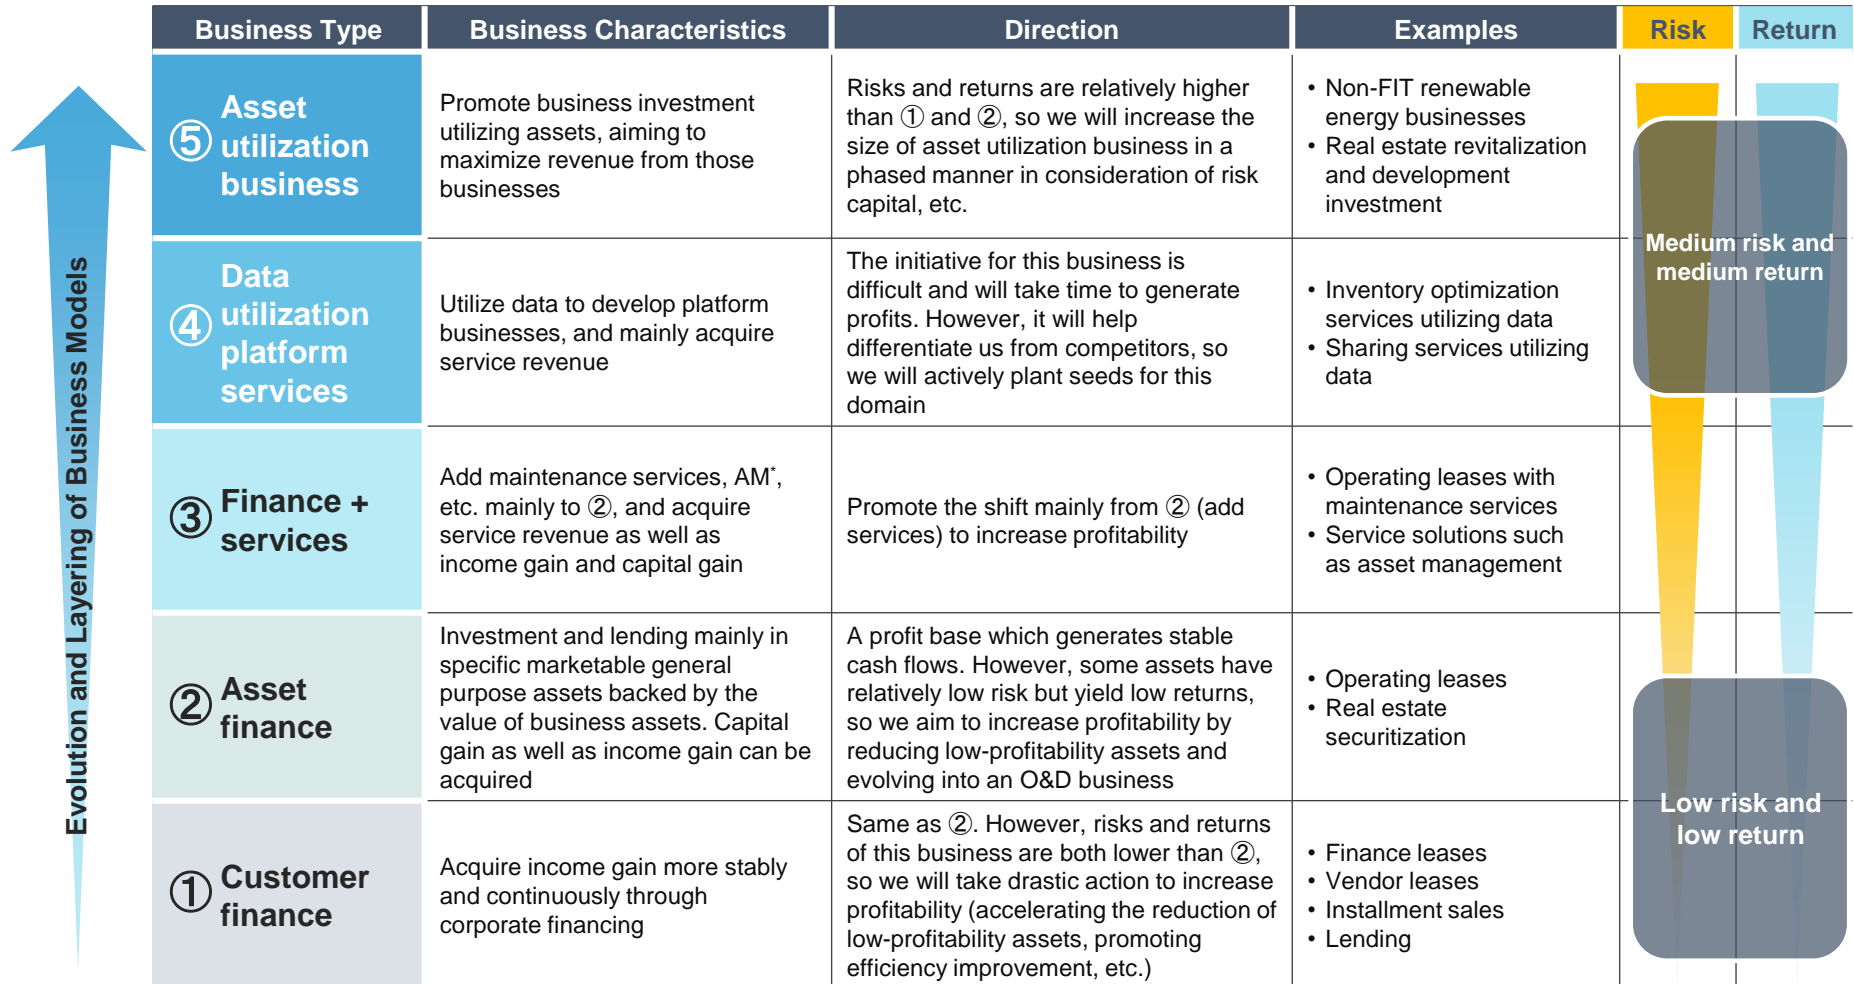 Business Type
Business Characteristics
Direction
Examples
Risk
Return
Evolution and Layering of Business Models
⑤
Asset
utilization
business
Promote business investment
utilizing assets, aiming to
maximize revenue from those
businesses
Risks and returns are relatively higher
than ① and ②, so we will increase the
size of asset utilization business in a
phased manner in consideration of risk
capital, etc.
• Non-FIT renewable
energy businesses
• Real estate revitalization
and development
investment
Medium risk and
medium return
④
Data
utilization
platform
services
Utilize data to develop platform
businesses, and mainly acquire
service revenue
The initiative for this business is
difficult and will take time to generate
profits. However, it will help
differentiate us from competitors, so
we will actively plant seeds for this
domain
• Inventory optimization
services utilizing data
• Sharing services utilizing
data
③
Finance +
services
Add maintenance services, AM*,
etc. mainly to ②, and acquire
service revenue as well as
income gain and capital gain
Promote the shift mainly from ② (add
services) to increase profitability
• Operating leases with
maintenance services
• Service solutions such
as asset management
②
Asset
finance
Investment and lending mainly in
specific marketable general
purpose assets backed by the
value of business assets. Capital
gain as well as income gain can be
acquired
A profit base which generates stable
cash flows. However, some assets have
relatively low risk but yield low returns,
so we aim to increase profitability by
reducing low-profitability assets and
evolving into an O&D business
• Operating leases
• Real estate
securitization
Low risk and
low return
①
Customer
finance
Acquire income gain more stably
and continuously through
corporate financing
Same as ②. However, risks and returns
of this business are both lower than ②,
so we will take drastic action to increase
profitability (accelerating the reduction of
low-profitability assets, promoting
efficiency improvement, etc.)
• Finance leases
• Vendor leases
• Installment sales
• Lending